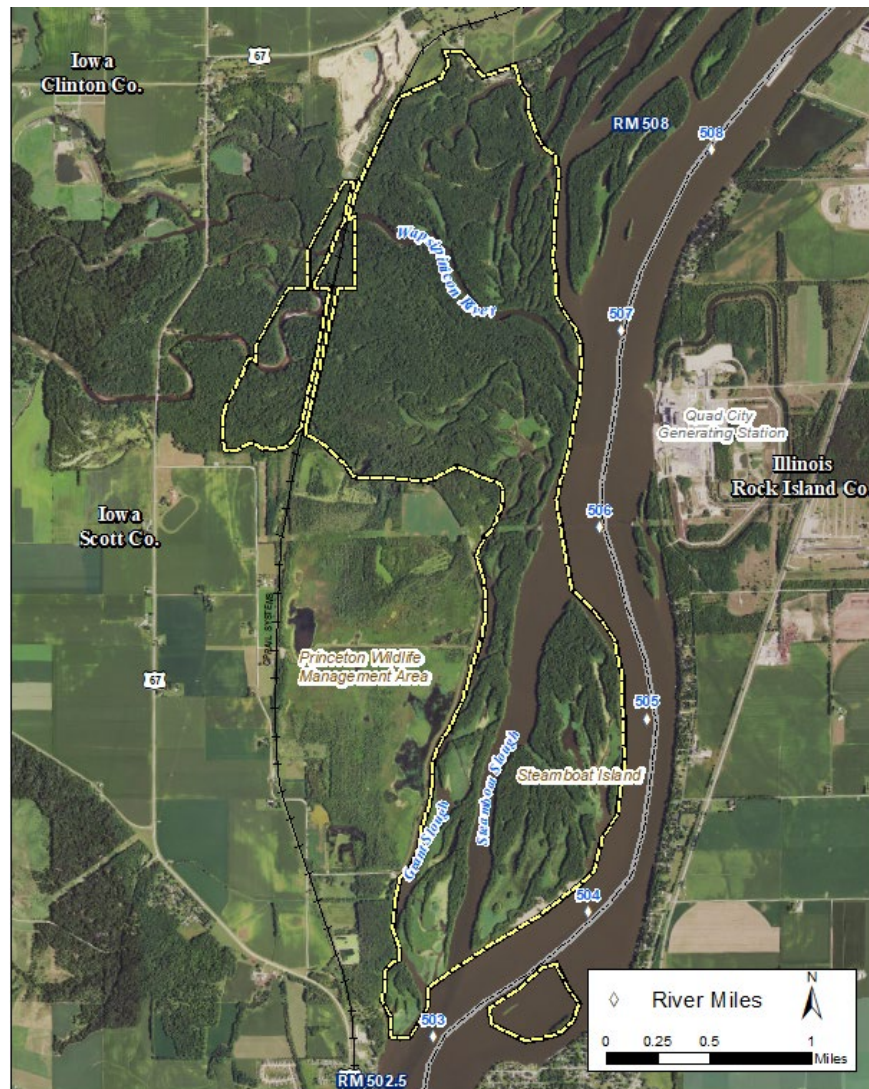 Iowa
Clinton Co.
67
RM 508
508
Wapsipinicon River
507
Quad City
Generating Station
Illinois
Rock Island Co
506
Iowa
Scott Co.
CPRAIL SYSTEMS
Princeton Wildlife
Management Area
67
505
Steamboat Slough
Steamboat Island
Grant Slough
504
503
RM 502.5
River Miles
N
0 0.25 0.5 1
Miles